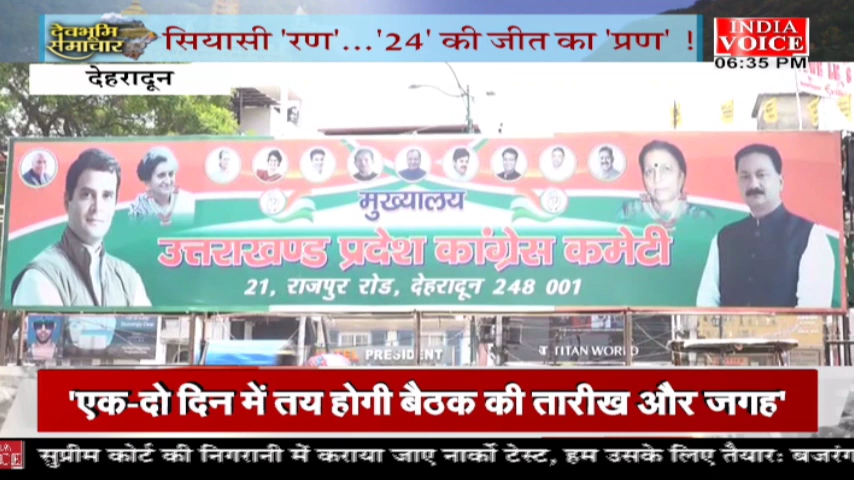 देवभूमि
समाचार
सियासी 'रण'...'24' की जीत का 'प्रण' !
INDIA
VOICE
06:35 PM
देहरादून
मुख्यालय
उत्तराखण्ड प्रदेश कांग्रेस कमेटी
21, राजपुर रोड, देहरादून 248 001
PRESIDENT
TITAN WORLD
'एक-दो दिन में तय होगी बैठक की तारीख और जगह'
VOICE
सुप्रीम कोर्ट की निगरानी में कराया जाए नार्को टेस्ट, हम उसके लिए तैयार: बजरंग